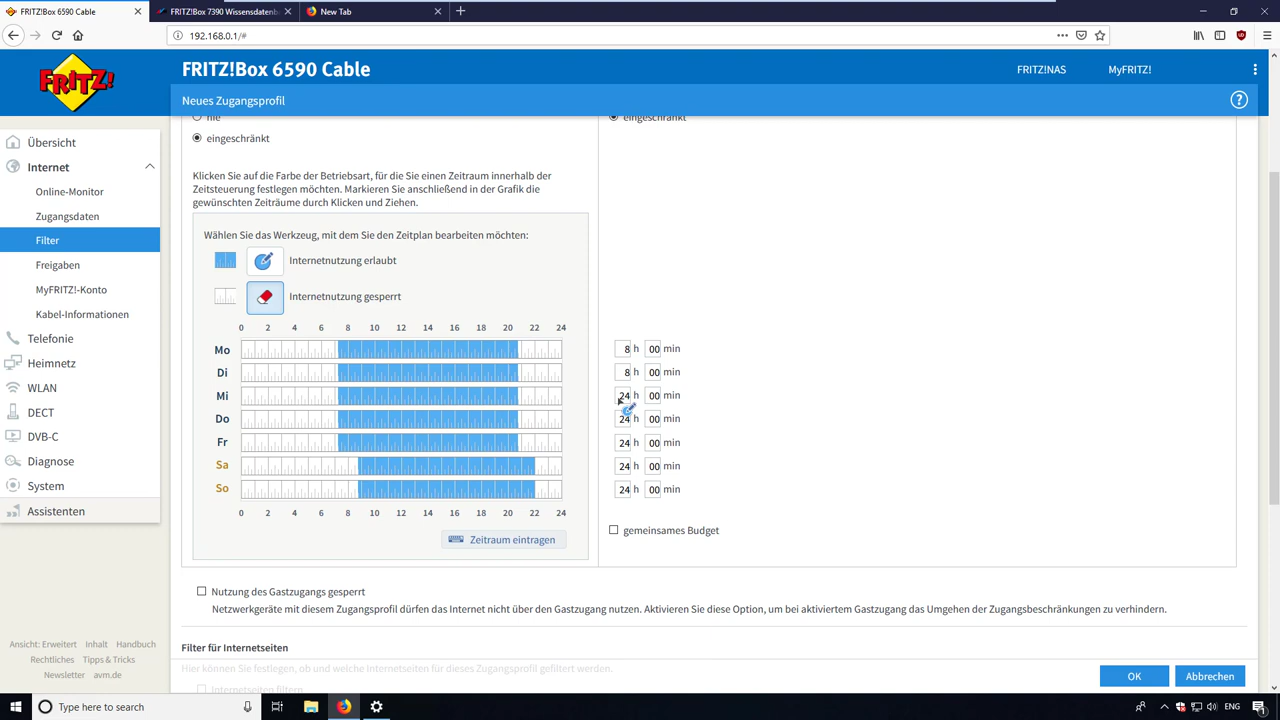 FRITZ!Box 6590 Cable
FRITZ!Box 7390 Wissensdatenb
New Tab
192.168.0.1/#
FRITZ!
FRITZ!Box 6590 Cable
FRITZ!NAS
MyFRITZ!
Neues Zugangsprofil
nie
eingeschränkt
eingeschränkt
Übersicht
Internet
Online-Monitor
Zugangsdaten
Filter
Freigaben
MyFRITZ!-Konto
Kabel-Informationen
Telefonie
Heimnetz
WLAN
DECT
DVB-C
Diagnose
System
Assistenten
Ansicht: Erweitert Inhalt Handbuch
Rechtliches Tipps & Tricks
Newsletter avm.de
Klicken Sie auf die Farbe der Betriebsart, für die Sie einen Zeitraum innerhalb der
Zeitsteuerung festlegen möchten. Markieren Sie anschließend in der Grafik die
gewünschten Zeiträume durch Klicken und Ziehen.
Wählen Sie das Werkzeug, mit dem Sie den Zeitplan bearbeiten möchten:
Internetnutzung erlaubt
Internetnutzung gesperrt
0 2 4 6 8 10 12 14 16 18 20 22 24
Mo 8 h 00 min
Di 8 h 00 min
Mi 24 h 00 min
Do 24 h 00 min
Fr 24 h 00 min
Sa 24 h 00 min
So 24 h 00 min
0 2 4 6 8 10 12 14 16 18 20 22 24
Zeitraum eintragen
gemeinsames Budget
Nutzung des Gastzugangs gesperrt
Netzwerkgeräte mit diesem Zugangsprofil dürfen das Internet nicht über den Gastzugang nutzen. Aktivieren Sie diese Option, um bei aktiviertem Gastzugang das Umgehen der Zugangsbeschränkungen zu verhindern.
Filter für Internetseiten
Hier können Sie festlegen, ob und welche Internetseiten für dieses Zugangsprofil gefiltert werden.
Internetseiten filtern
OK
Abbrechen
Type here to search
ENG